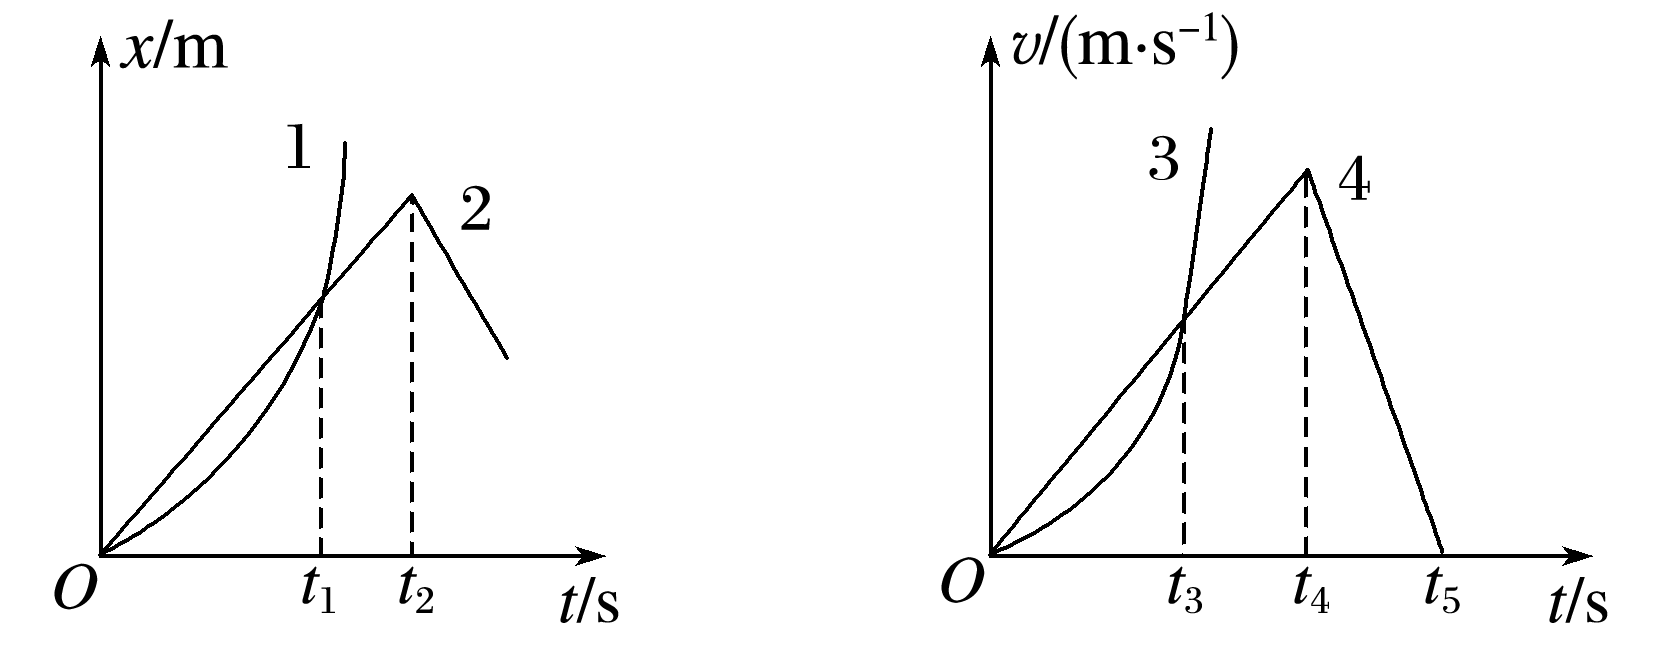 x/m
1
2
O
t₁
t₂
t/s
v/(m·s⁻¹)
3
4
O
t₃
t₄
t₅
t/s